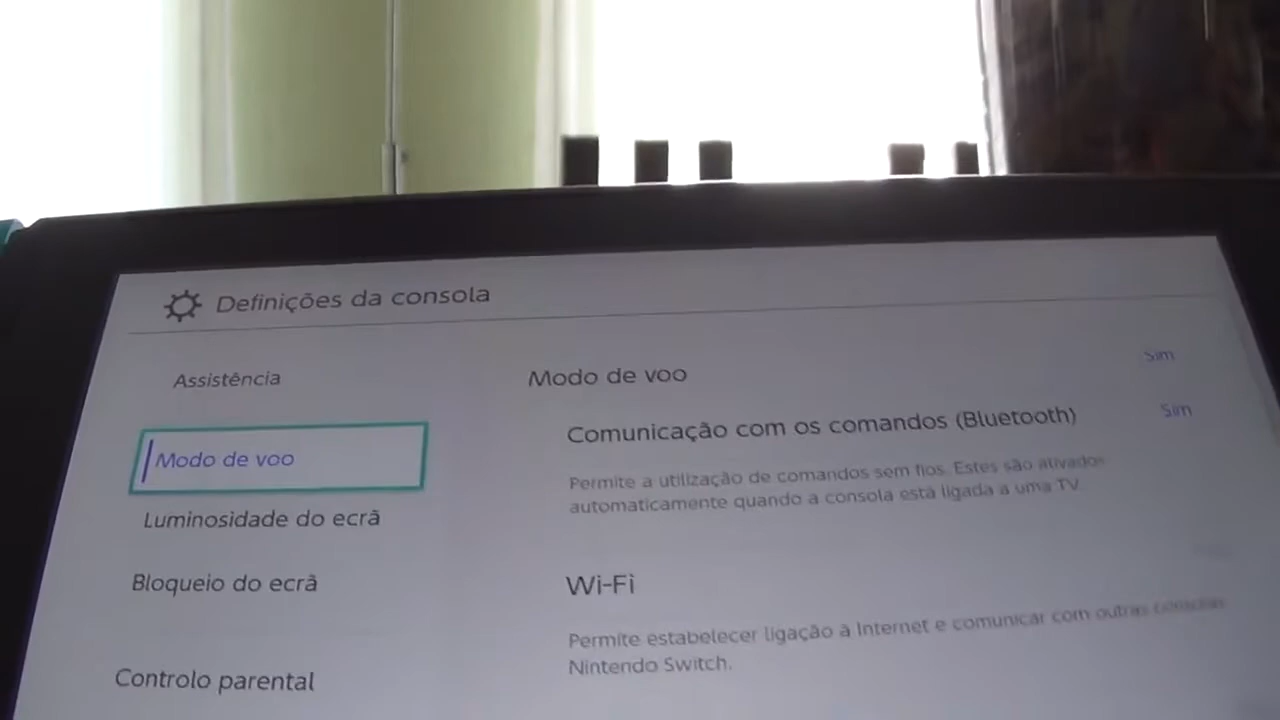 Definições da consola
Assistência
Modo de voo
Luminosidade do ecrã
Bloqueio do ecrã
Controlo parental
Modo de voo
Sim
Comunicação com os comandos (Bluetooth)
Sim
Permite a utilização de comandos sem fios. Estes são ativados
automaticamente quando a consola está ligada a uma TV.
Wi-Fi
Permite estabelecer ligação à Internet e comunicar com outras consolas
Nintendo Switch.